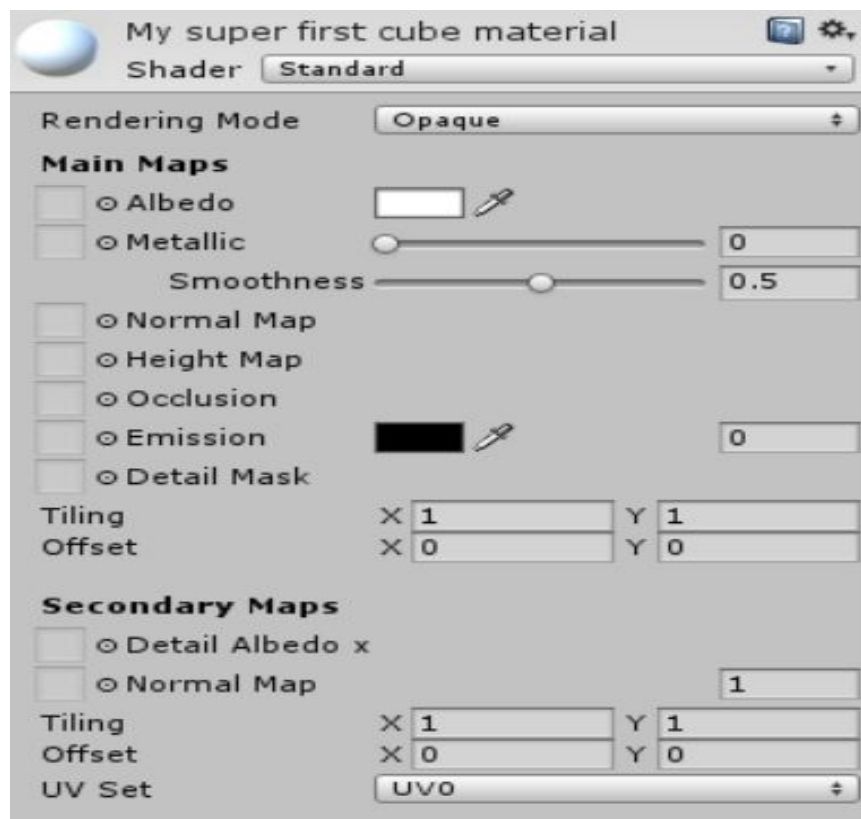 My super first cube material
Shader Standard
Rendering Mode Opaque
Main Maps
Albedo
Metallic 0
Smoothness 0.5
Normal Map
Height Map
Occlusion
Emission 0
Detail Mask
Tiling X 1 Y 1
Offset X 0 Y 0
Secondary Maps
Detail Albedo x
Normal Map 1
Tiling X 1 Y 1
Offset X 0 Y 0
UV Set UV0